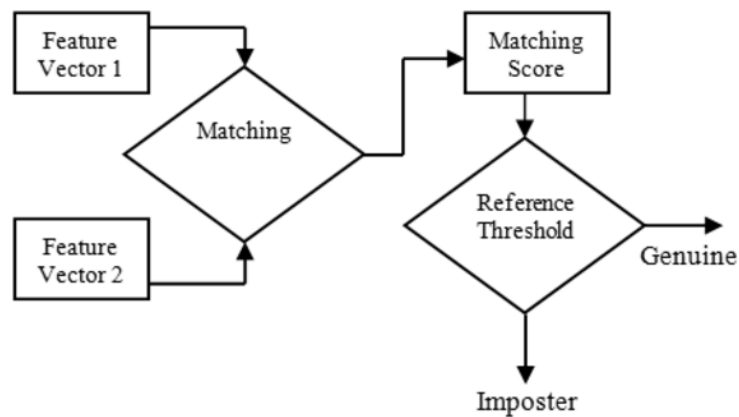 Feature
Vector 1
Matching
Feature
Vector 2
Matching
Score
Reference
Threshold
Genuine
Imposter